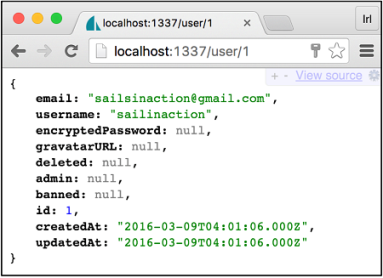 localhost:1337/user/1
Irl
localhost:1337/user/1
+ - View source
{
email: "sailsinaction@gmail.com",
username: "sailinaction",
encryptedPassword: null,
gravatarURL: null,
deleted: null,
admin: null,
banned: null,
id: 1,
createdAt: "2016-03-09T04:01:06.000Z",
updatedAt: "2016-03-09T04:01:06.000Z"
}